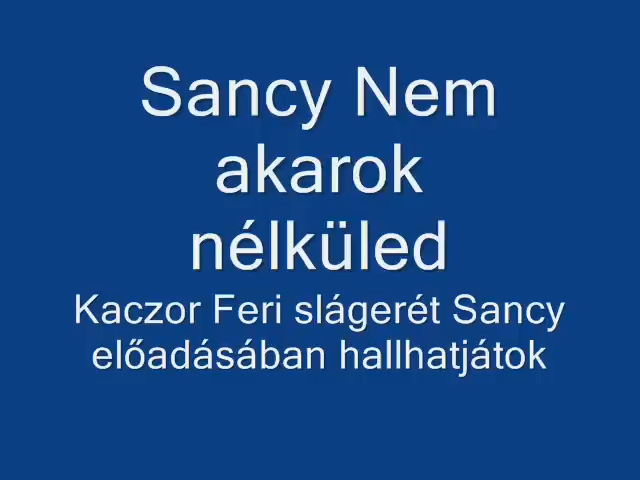 Sancy Nem
akarok
nélküled
Kaczor Feri slágerét Sancy
előadásában hallhatjátok